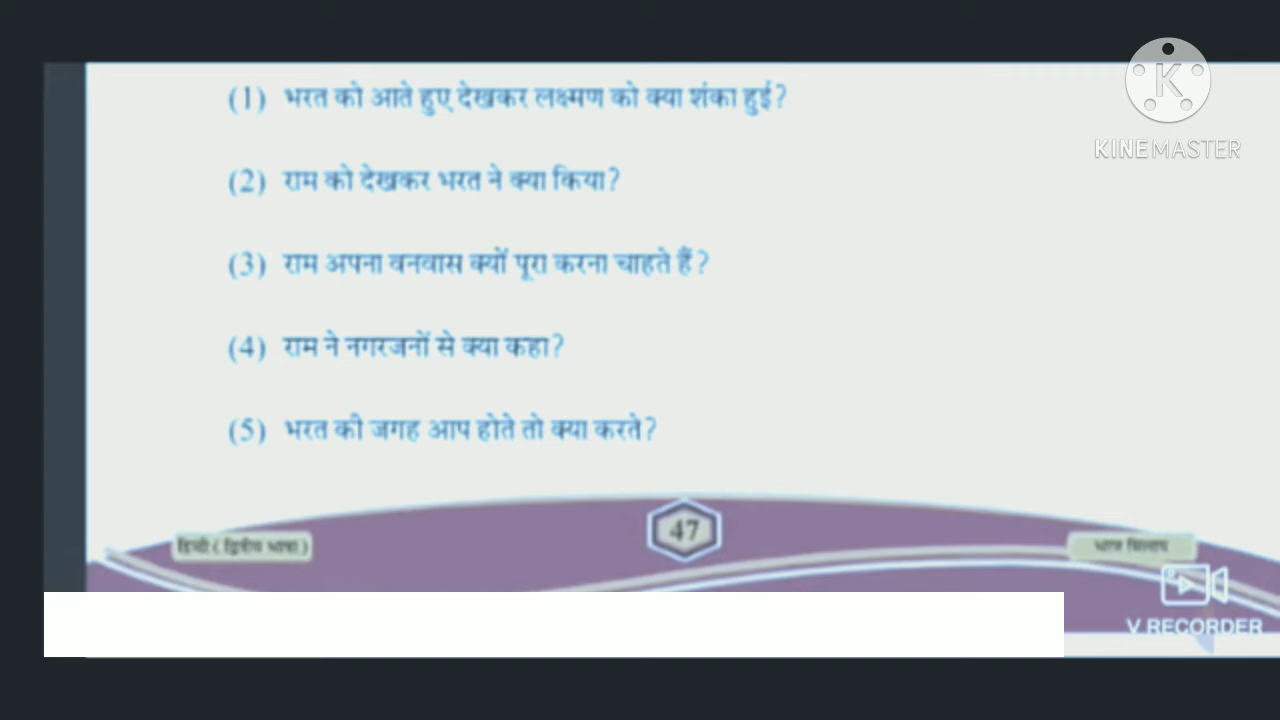 (1) भरत को आते हुए देखकर लक्ष्मण को क्या शंका हुई?
KINEMASTER
(2) राम को देखकर भरत ने क्या किया?
(3) राम अपना वनवास क्यों पूरा करना चाहते हैं?
(4) राम ने नगरजनों से क्या कहा?
(5) भरत की जगह आप होते तो क्या करते?
हिन्दी (द्वितीय भाषा)
47
भरत मिलाप
V RECORDER